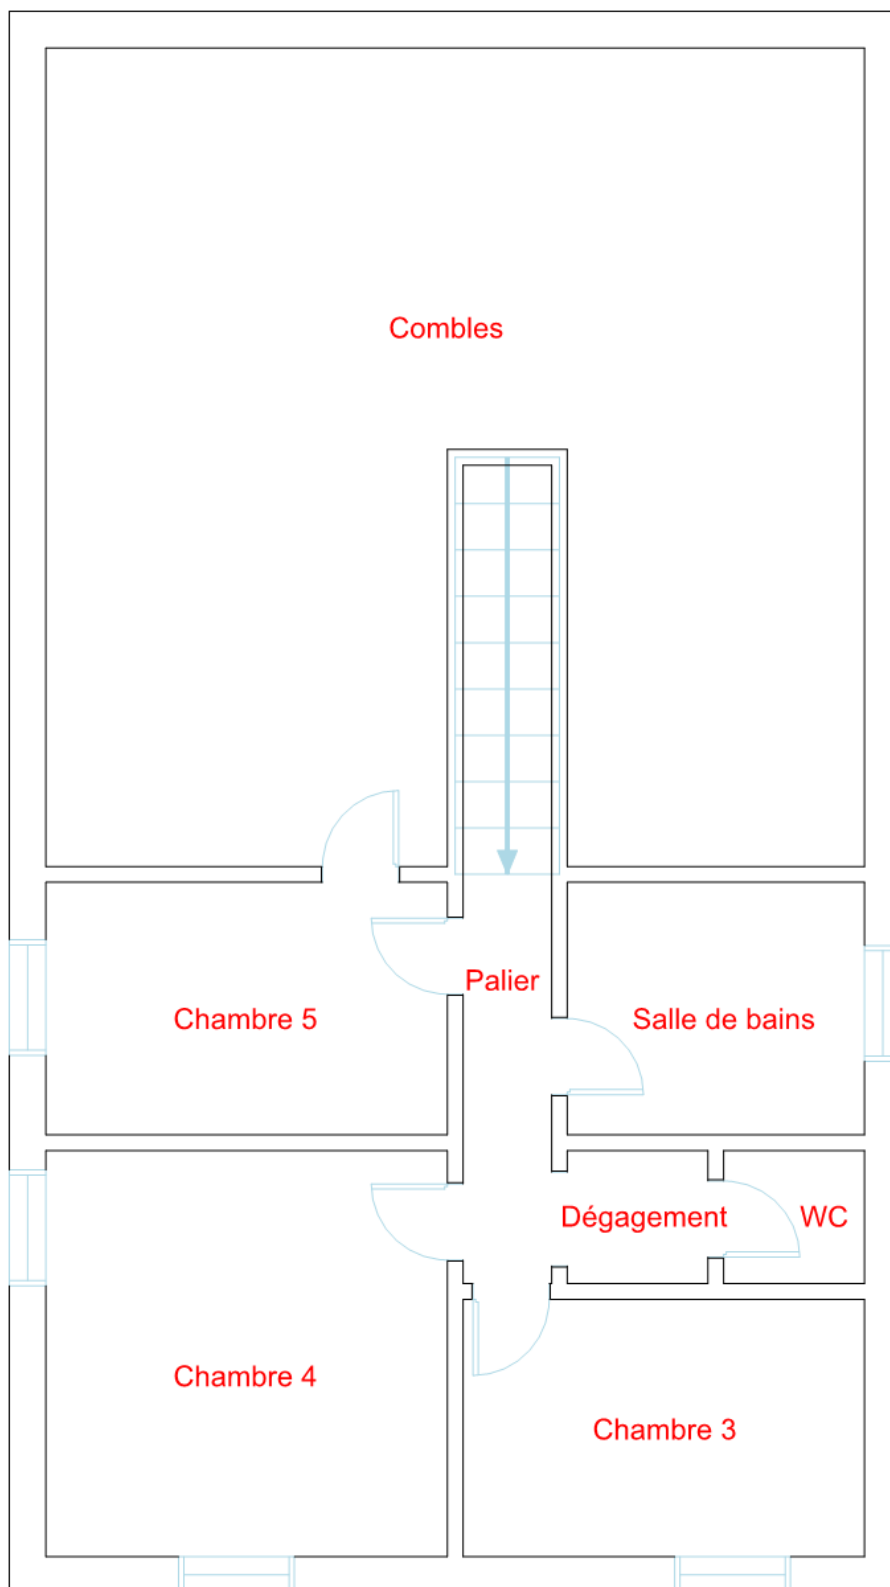 Combles
Palier
Chambre 5
Salle de bains
Dégagement
WC
Chambre 4
Chambre 3